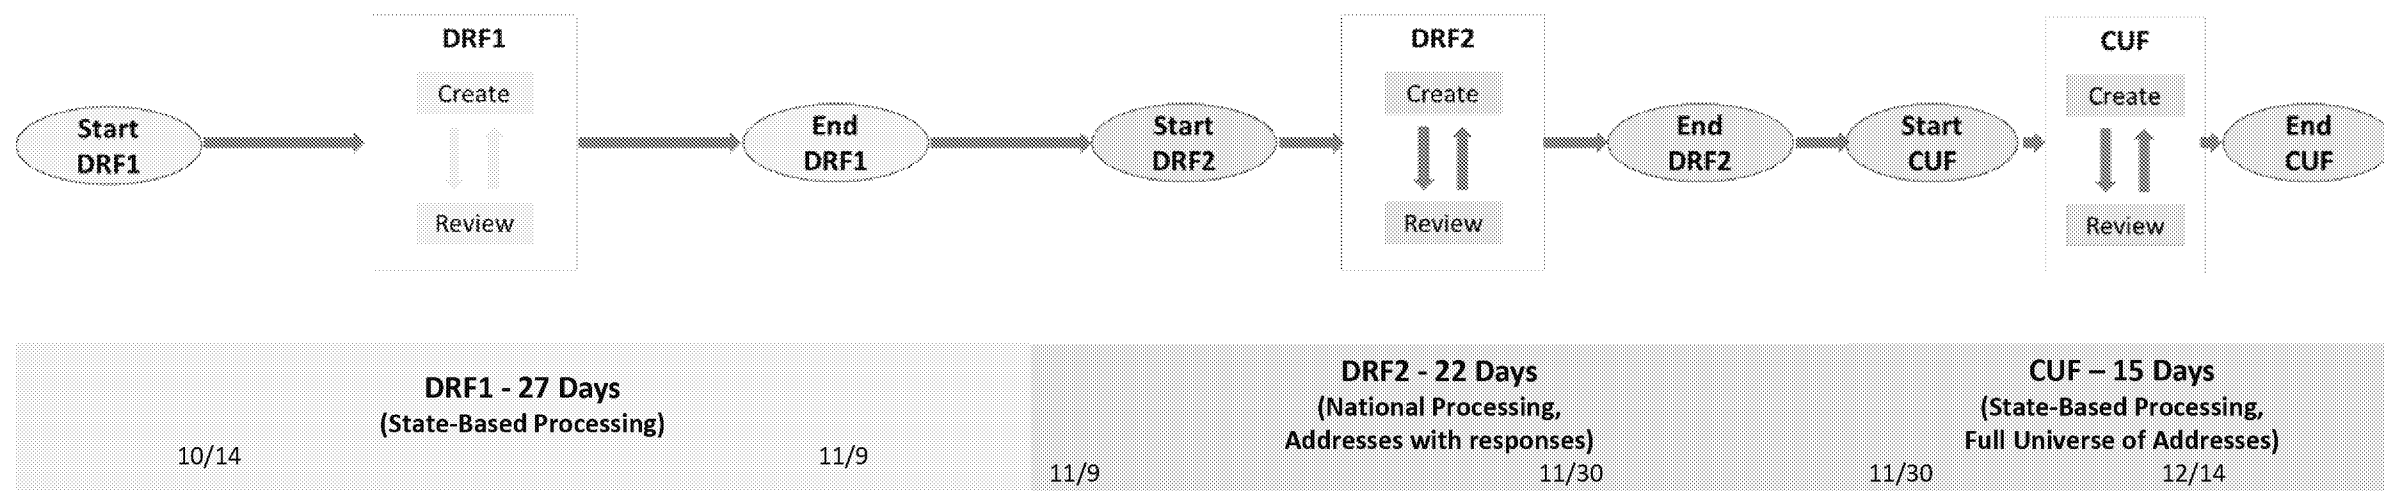 Start
DRF1
DRF1
Create
Review
End
DRF1
Start
DRF2
DRF2
Create
Review
End
DRF2
Start
CUF
CUF
Create
Review
End
CUF
DRF1 - 27 Days
(State-Based Processing)
10/14
11/9
DRF2 - 22 Days
(National Processing,
Addresses with responses)
11/9
11/30
CUF – 15 Days
(State-Based Processing,
Full Universe of Addresses)
11/30
12/14